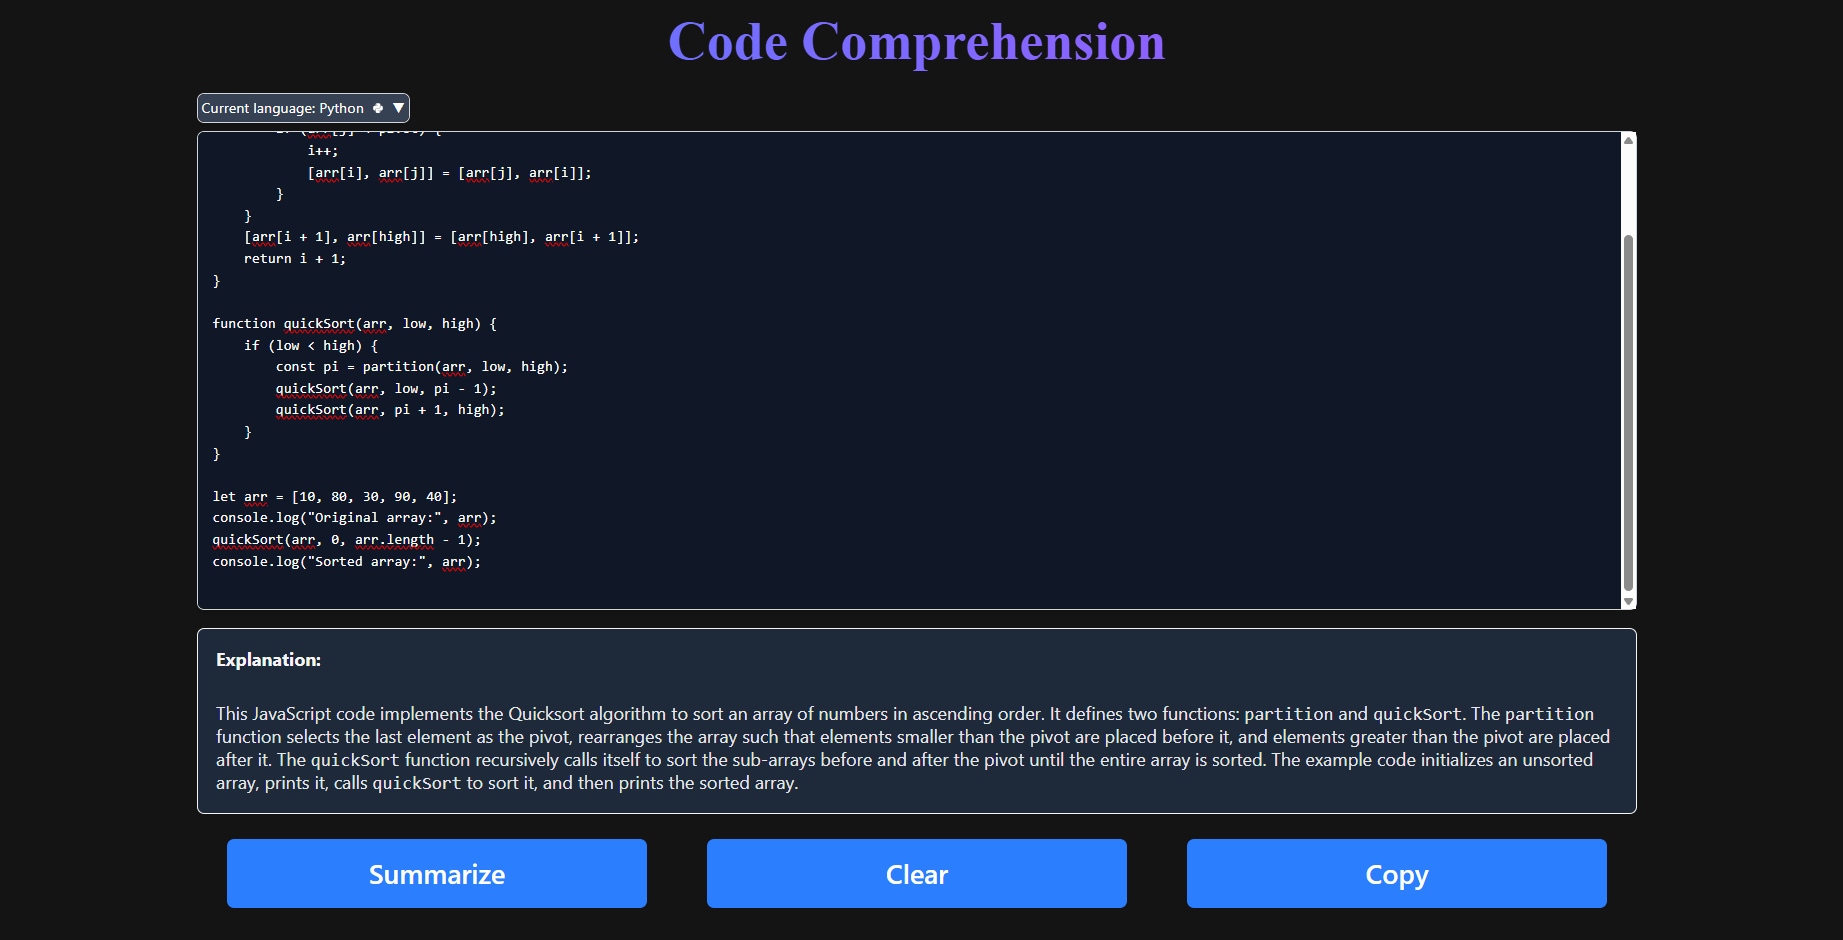 Code Comprehension
Current language: Python ▼
i++;
[arr[i], arr[j]] = [arr[j], arr[i]];
}
}
[arr[i + 1], arr[high]] = [arr[high], arr[i + 1]];
return i + 1;
}
function quickSort(arr, low, high) {
if (low < high) {
const pi = partition(arr, low, high);
quickSort(arr, low, pi - 1);
quickSort(arr, pi + 1, high);
}
}
let arr = [10, 80, 30, 90, 40];
console.log("Original array:", arr);
quickSort(arr, 0, arr.length - 1);
console.log("Sorted array:", arr);
Explanation:
This JavaScript code implements the Quicksort algorithm to sort an array of numbers in ascending order. It defines two functions: partition and quickSort. The partition
function selects the last element as the pivot, rearranges the array such that elements smaller than the pivot are placed before it, and elements greater than the pivot are placed
after it. The quickSort function recursively calls itself to sort the sub-arrays before and after the pivot until the entire array is sorted. The example code initializes an unsorted
array, prints it, calls quickSort to sort it, and then prints the sorted array.
Summarize
Clear
Copy